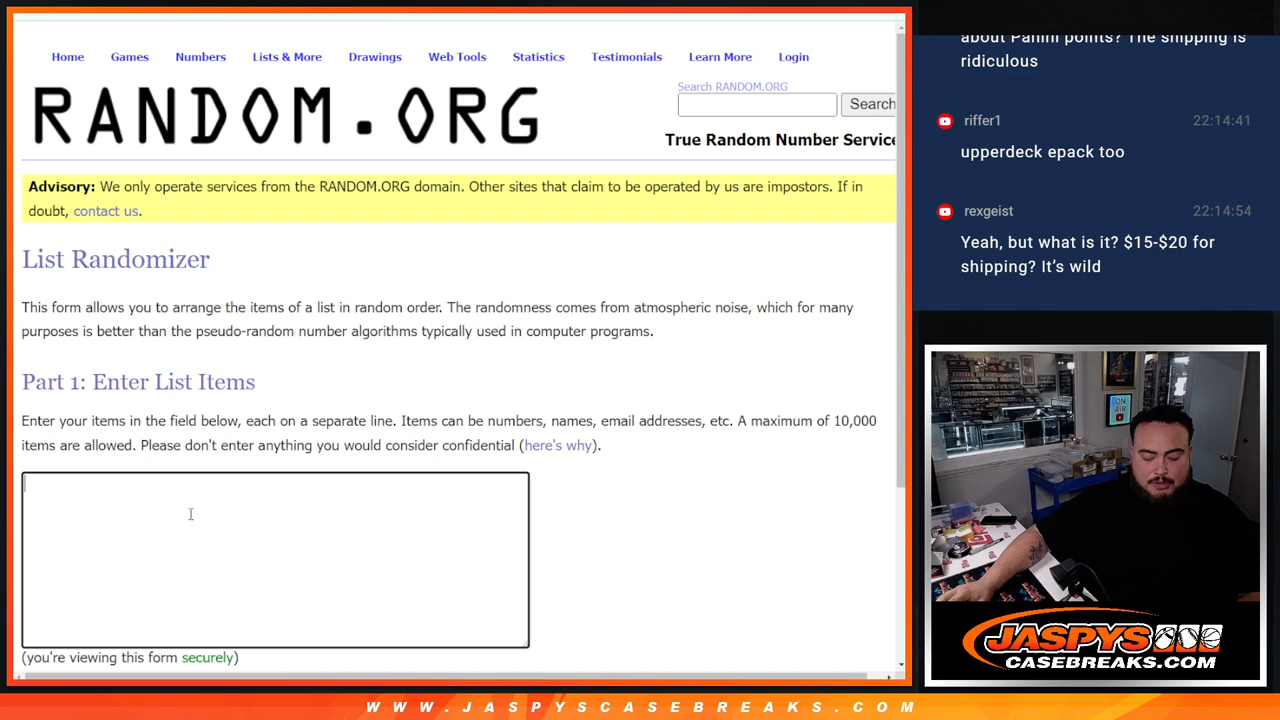 Home Games Numbers Lists & More Drawings Web Tools Statistics Testimonials Learn More Login
Search RANDOM.ORG
RANDOM.ORG
Search
True Random Number Service
Advisory: We only operate services from the RANDOM.ORG domain. Other sites that claim to be operated by us are impostors. If in
doubt, contact us.
List Randomizer
This form allows you to arrange the items of a list in random order. The randomness comes from atmospheric noise, which for many
purposes is better than the pseudo-random number algorithms typically used in computer programs.
Part 1: Enter List Items
Enter your items in the field below, each on a separate line. Items can be numbers, names, email addresses, etc. A maximum of 10,000
items are allowed. Please don't enter anything you would consider confidential (here's why).
(you're viewing this form securely)
about Panini points? The shipping is
ridiculous
riffer1 22:14:41
upperdeck epack too
rexgeist 22:14:54
Yeah, but what is it? $15-$20 for
shipping? It's wild
ON
AIR
JASPYS
CASEBREAKS.COM
WWW.JASPYSCASEBREAKS.COM